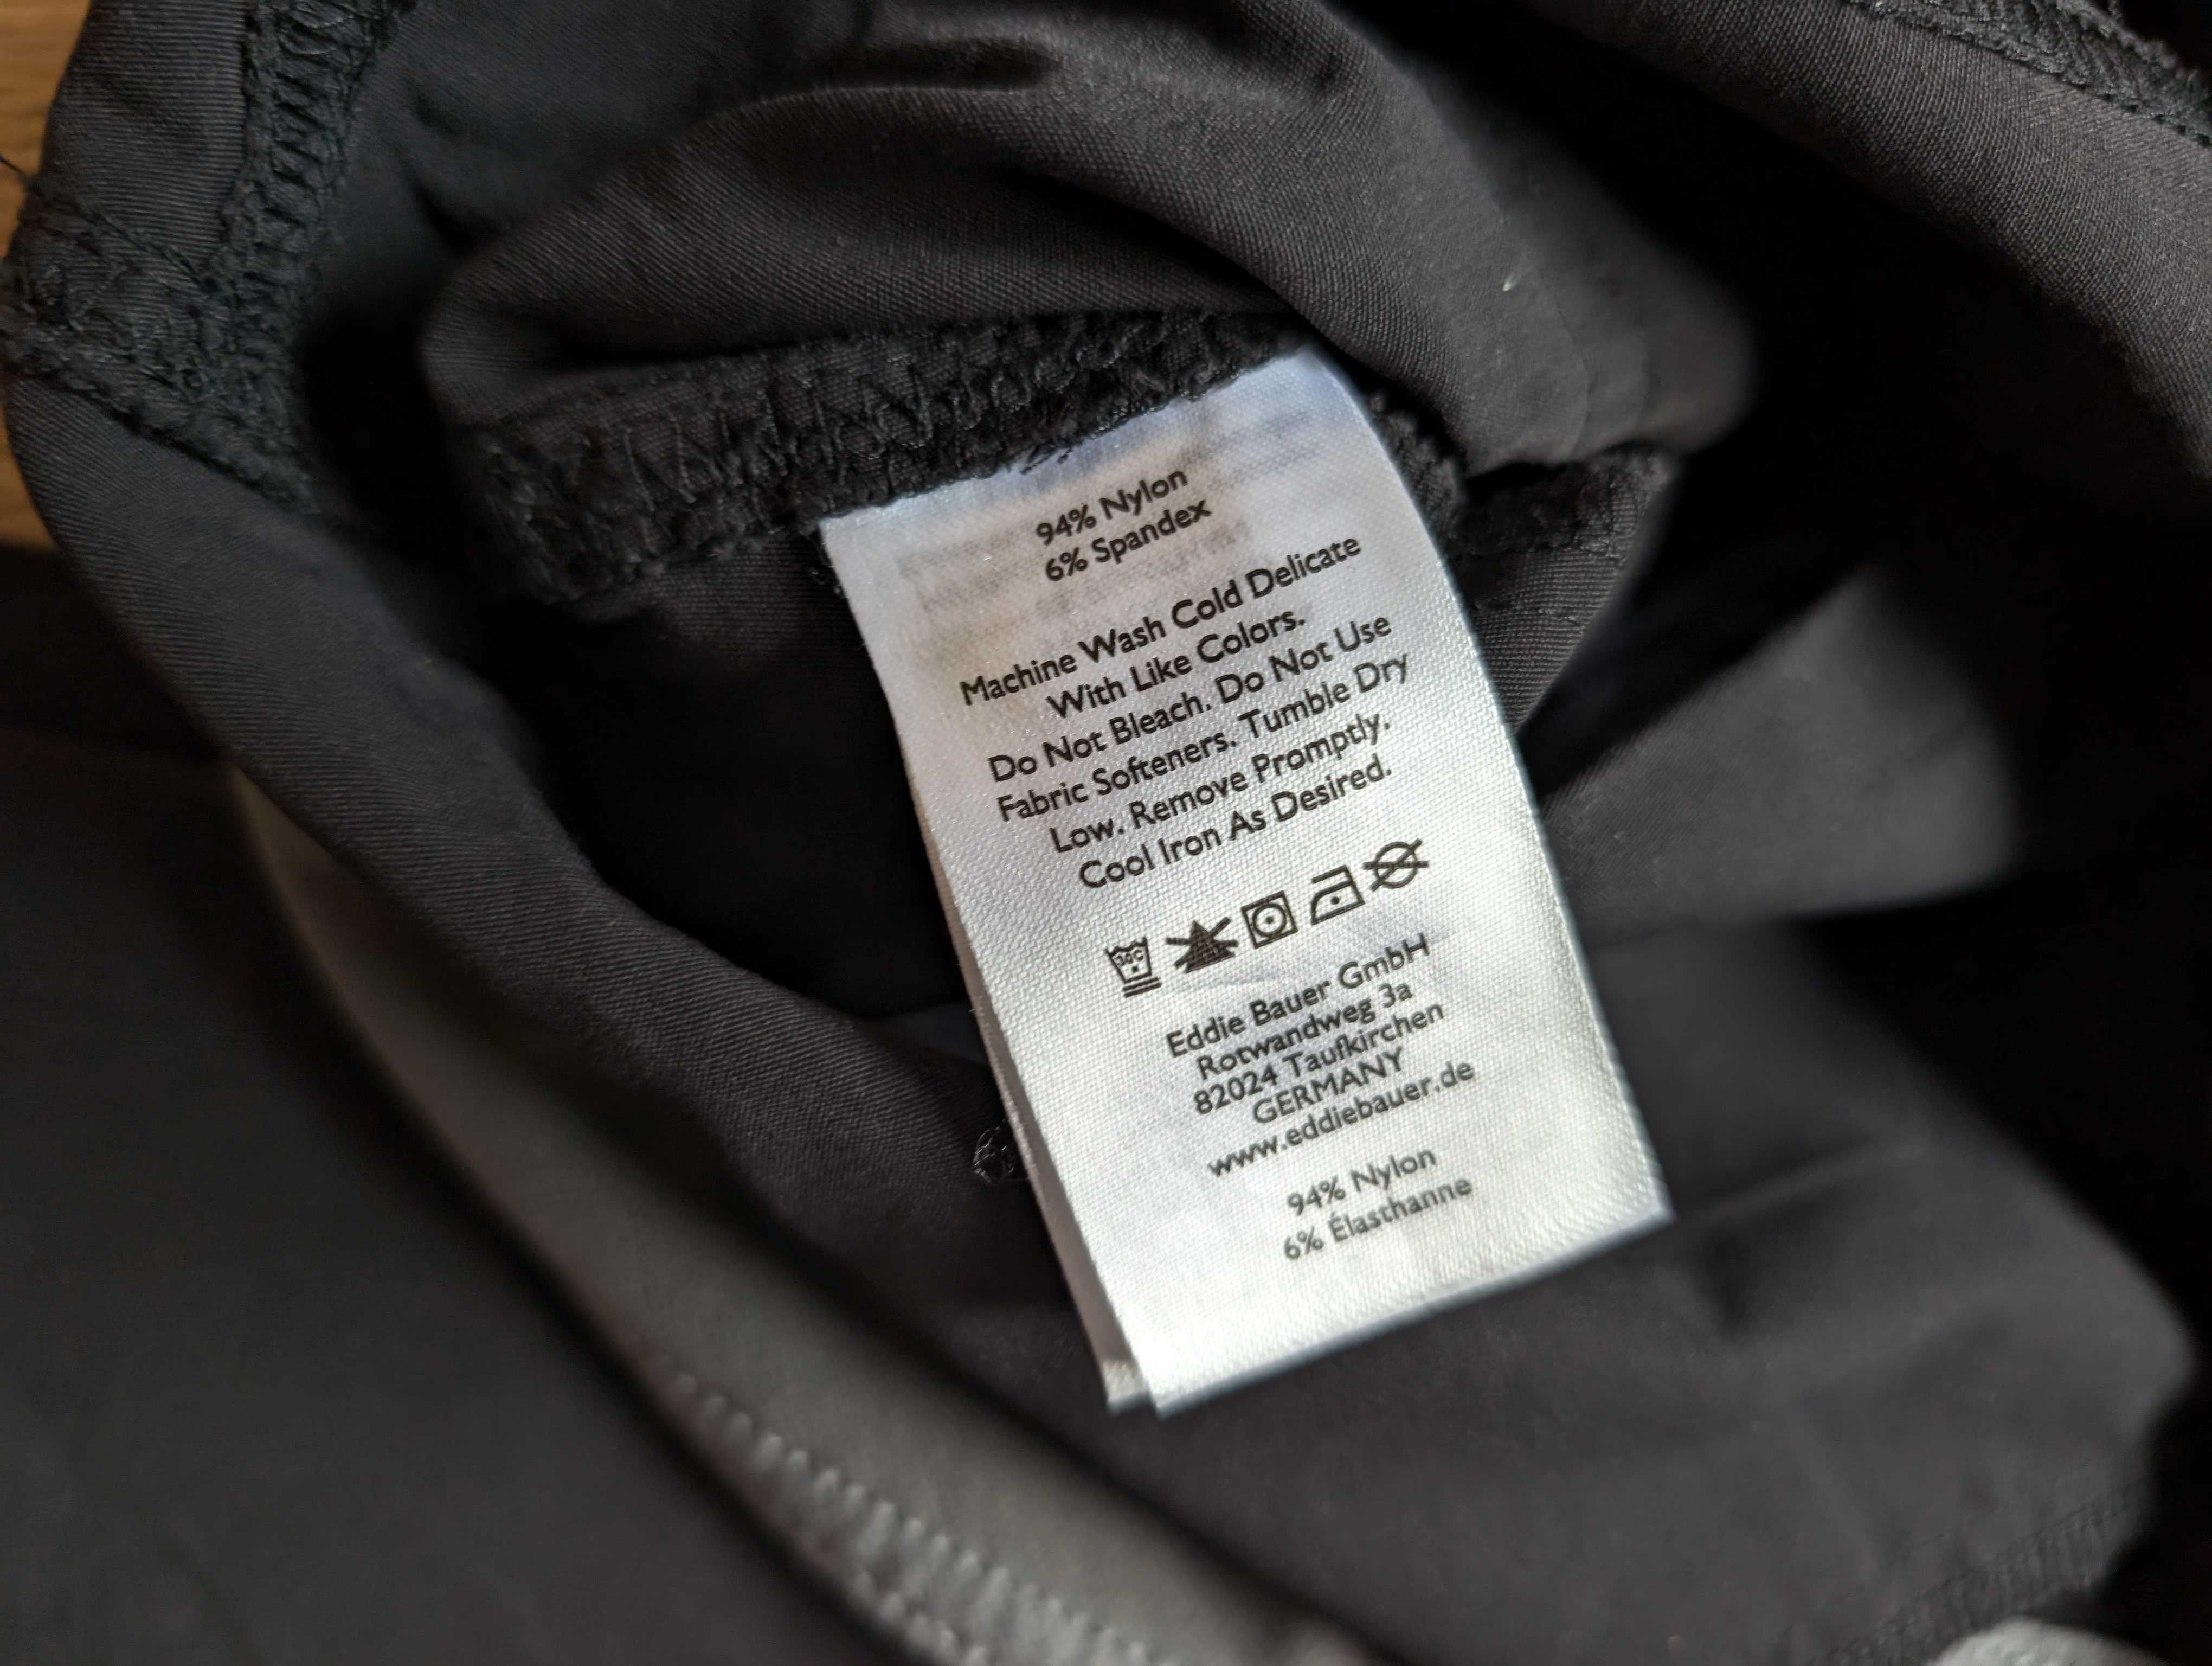 94% Nylon
6% Spandex
Machine Wash Cold Delicate
With Like Colors.
Do Not Bleach. Do Not Use
Fabric Softeners. Tumble Dry
Low. Remove Promptly.
Cool Iron As Desired.
30°C
Eddie Bauer GmbH
Rotwandweg 3a
82024 Taufkirchen
GERMANY
www.eddiebauer.de
94% Nylon
6% Élasthanne